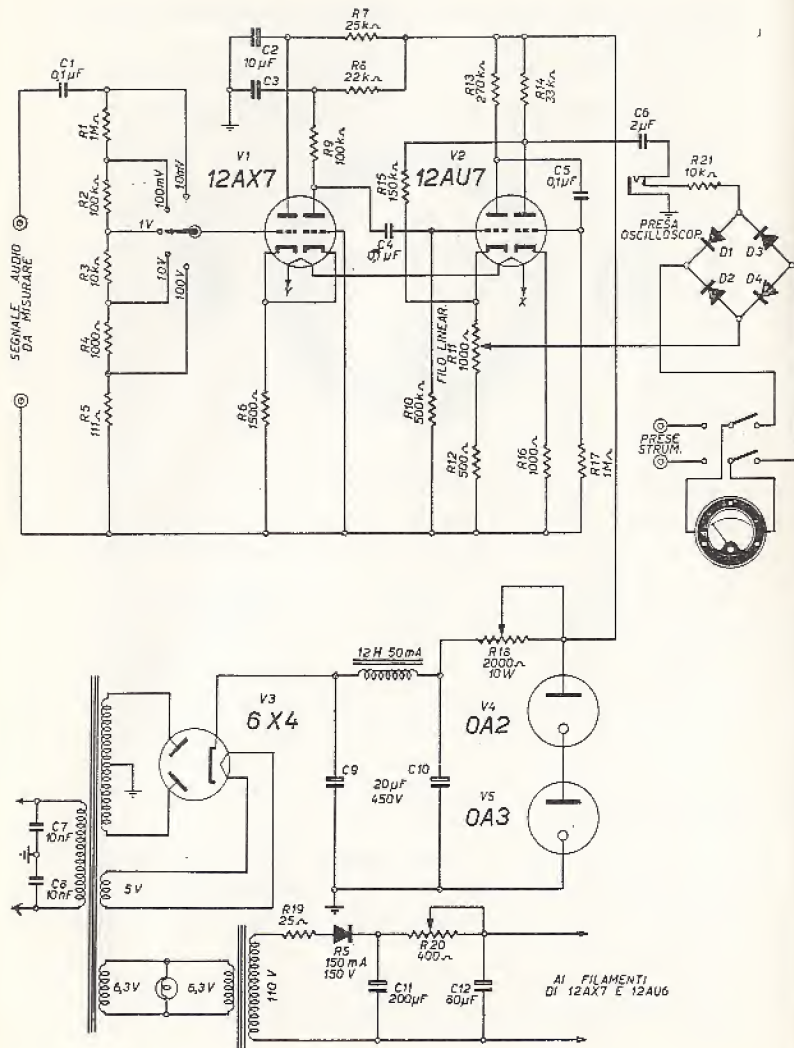 R7
25kΩ
C2
10µF
C3
R8
22kΩ
C1
0,1µF
R1
1MΩ
R2
100kΩ
100mV
10mV
1V
R3
10kΩ
10V
100V
R4
1000Ω
R5
111Ω
SEGNALE AUDIO
DA MISURARE
V1
12AX7
R9
100kΩ
Y
R6
1500Ω
C4
0,1µF
R10
500kΩ
R13
270kΩ
R14
33kΩ
R15
150kΩ
V2
12AU7
C5
0,1µF
X
FILO LINEAR.
R11
1000Ω
R12
500Ω
R16
1000Ω
R17
1MΩ
C6
2µF
R21
10kΩ
PRESA
OSCILLOSCOP.
D1
D3
D2
D4
PRESE
STRUM.
12H 50mA
R18
2000Ω
10W
V3
6X4
V4
0A2
V5
0A3
C9
20µF
450V
C10
C7
10nF
C8
10nF
5V
6,3V
6,3V
110V
R19
25Ω
RS
150mA
150V
R20
400Ω
C11
200µF
C12
80µF
AI FILAMENTI
DI 12AX7 E 12AU6